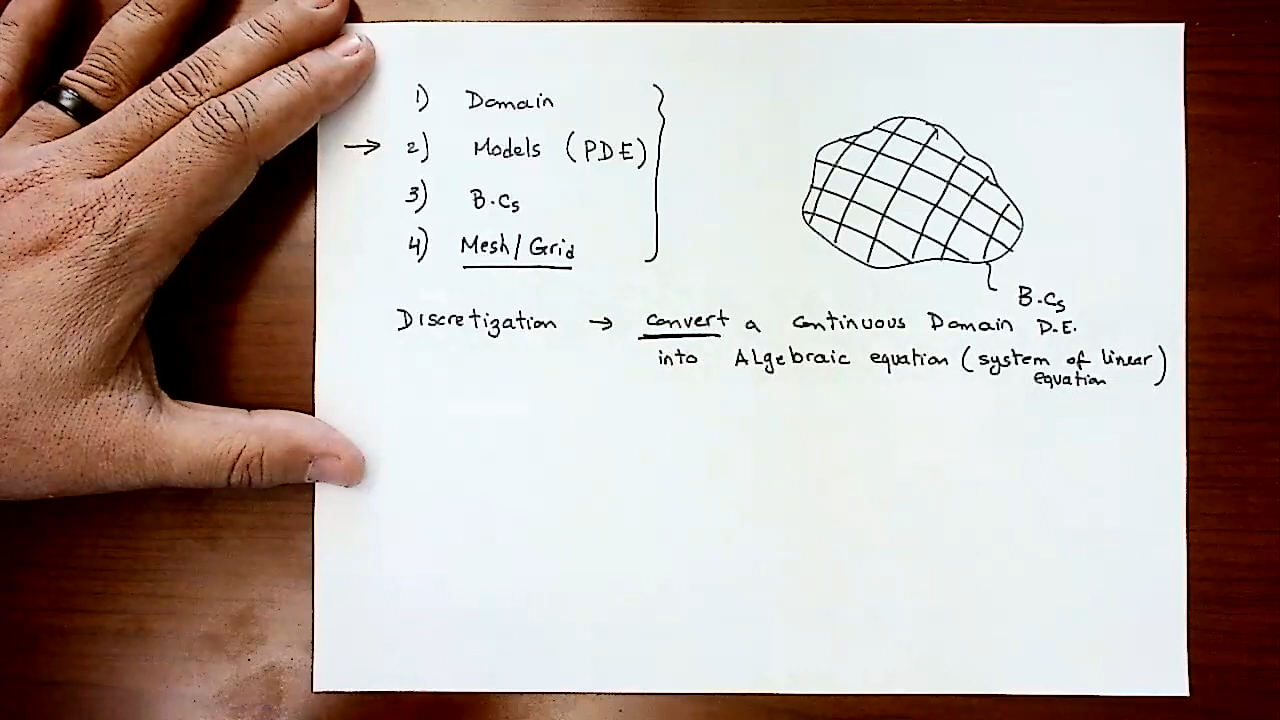 1) Domain
→ 2) Models (PDE)
3) B.Cs
4) Mesh/Grid
B.Cs
Discretization → convert a continuous Domain D.E.
into Algebraic equation (system of linear)
equation